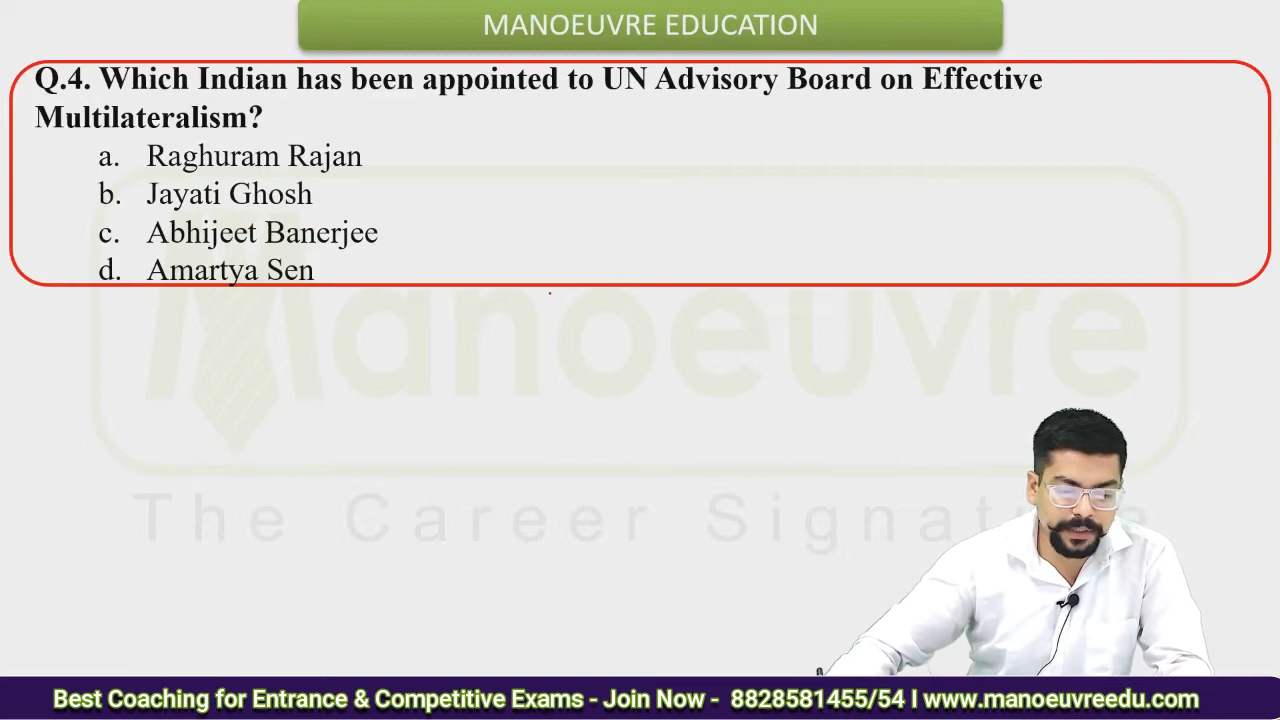 MANOEUVRE EDUCATION
Q.4. Which Indian has been appointed to UN Advisory Board on Effective
Multilateralism?
a. Raghuram Rajan
b. Jayati Ghosh
c. Abhijeet Banerjee
d. Amartya Sen
Manoeuvre
The Career Signature
Best Coaching for Entrance & Competitive Exams - Join Now - 8828581455/54 I www.manoeuvreedu.com